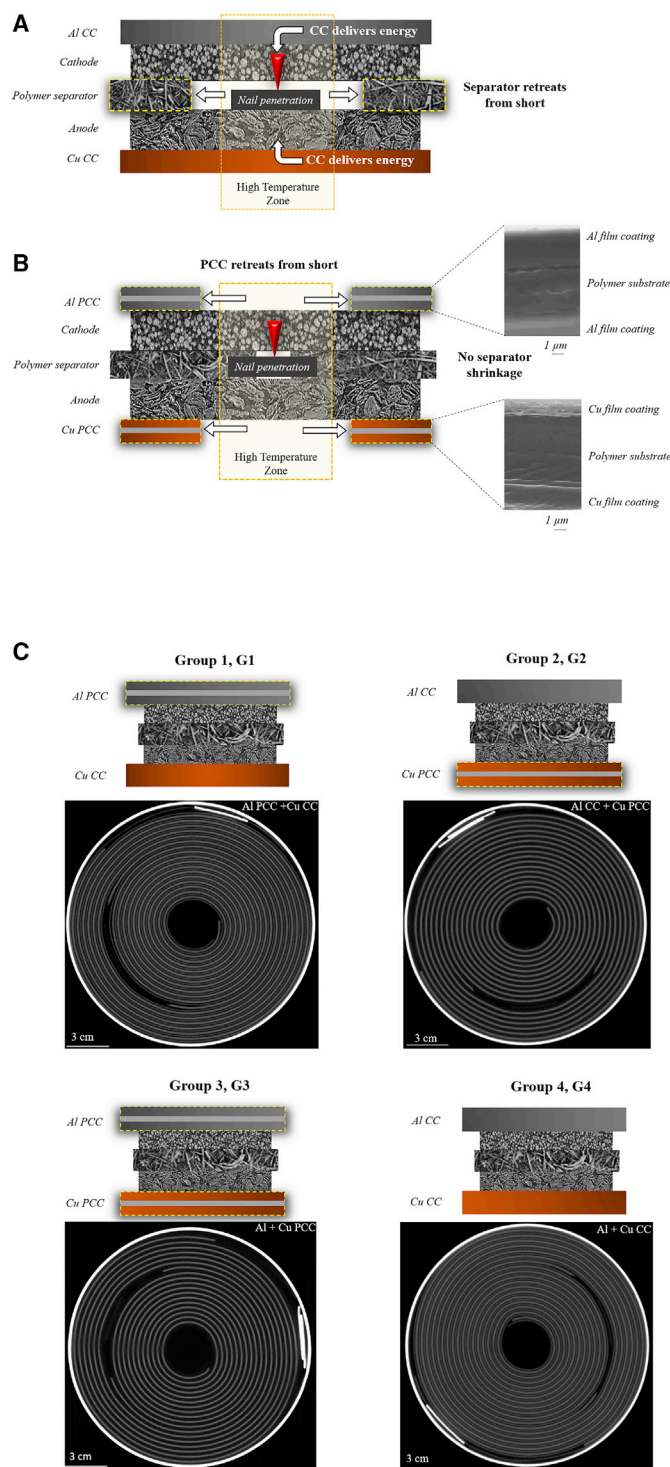 A
Al CC
CC delivers energy
Cathode
Polymer separator
Nail penetration
Separator retreats
from short
Anode
CC delivers energy
Cu CC
High Temperature
Zone
B
PCC retreats from short
Al film coating
Al PCC
Polymer substrate
Cathode
Al film coating
1 μm
Polymer separator
Nail penetration
No separator
shrinkage
Anode
Cu film coating
Cu PCC
Polymer substrate
High Temperature
Zone
Cu film coating
1 μm
C
Group 1, G1
Al PCC
Cu CC
Al PCC +Cu CC
3 cm
Group 2, G2
Al CC
Cu PCC
Al CC + Cu PCC
3 cm
Group 3, G3
Al PCC
Cu PCC
Al + Cu PCC
3 cm
Group 4, G4
Al CC
Cu CC
Al + Cu CC
3 cm